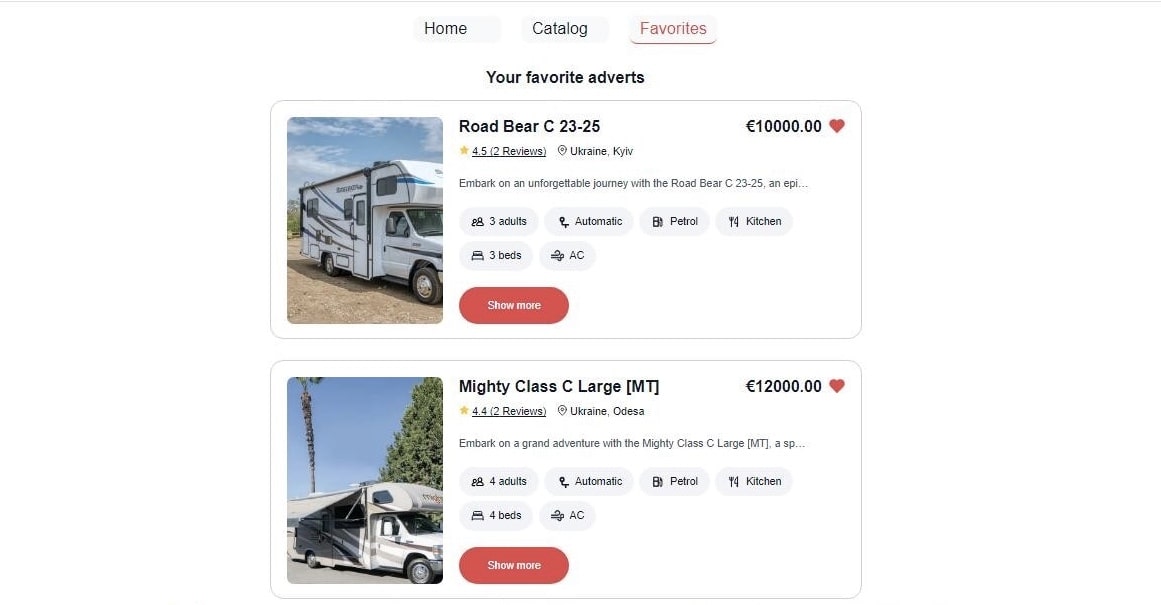 Home Catalog Favorites
Your favorite adverts
Road Bear C 23-25 €10000.00
4.5 (2 Reviews) Ukraine, Kyiv
Embark on an unforgettable journey with the Road Bear C 23-25, an epi...
3 adults Automatic Petrol Kitchen
3 beds AC
Show more
Mighty Class C Large [MT] €12000.00
4.4 (2 Reviews) Ukraine, Odesa
Embark on a grand adventure with the Mighty Class C Large [MT], a sp...
4 adults Automatic Petrol Kitchen
4 beds AC
Show more